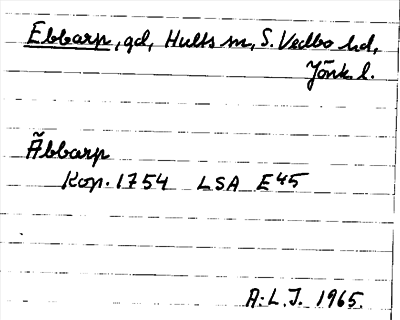 Ebbarp, gd, Hults sn, S. Vedbo hd,
Jönk. l.
Äbbarp
Kop. 1754 LSA E45
A:L.J. 1965.